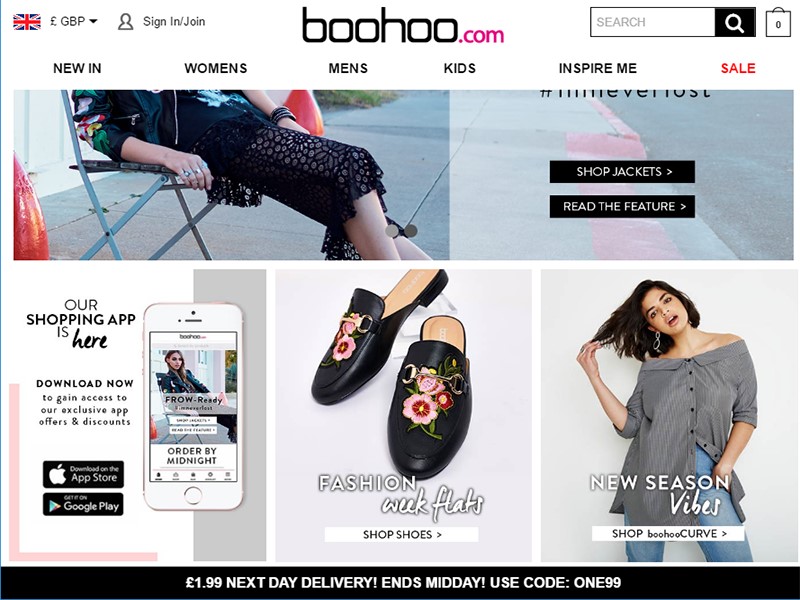 £ GBP
Sign In/Join
boohoo.com
SEARCH
0
NEW IN
WOMENS
MENS
KIDS
INSPIRE ME
SALE
#imneverlost
SHOP JACKETS >
READ THE FEATURE >
OUR
SHOPPING APP
IS here
DOWNLOAD NOW
to gain access to
our exclusive app
offers & discounts
Download on the
App Store
GET IT ON
Google Play
boohoo.com
FROW-Ready
#imneverlost
SHOP JACKETS >
READ THE FEATURE >
ORDER BY
MIDNIGHT
FASHION
week flats
SHOP SHOES >
NEW SEASON
Vibes
SHOP boohooCURVE >
£1.99 NEXT DAY DELIVERY! ENDS MIDDAY! USE CODE: ONE99